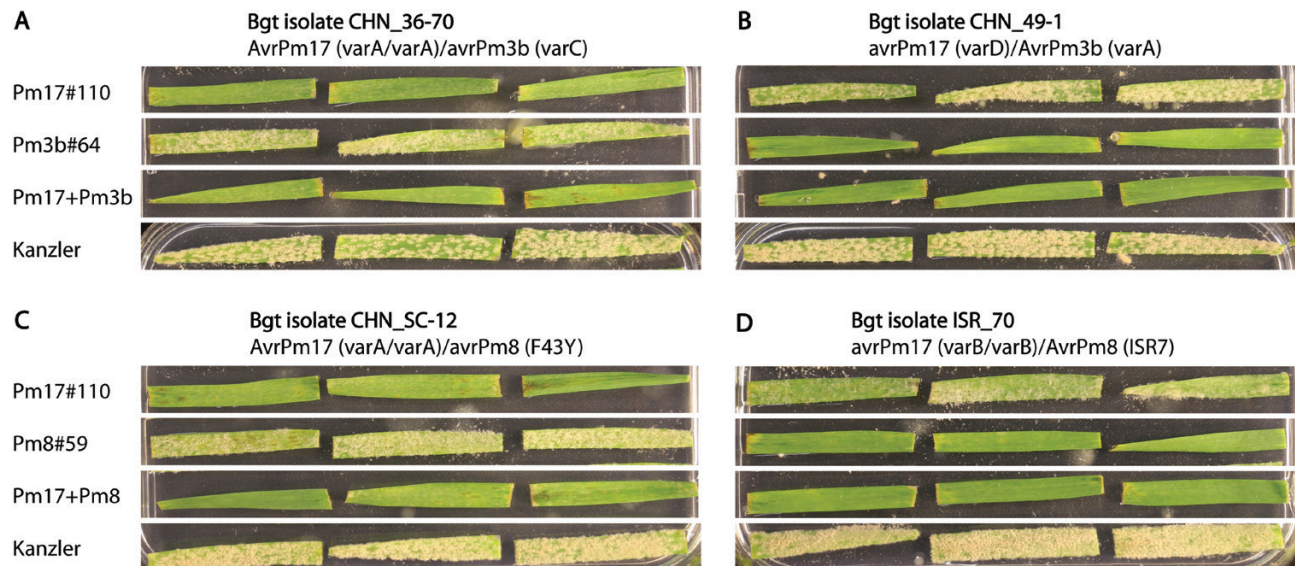 A
Bgt isolate CHN_36-70
AvrPm17 (varA/varA)/avrPm3b (varC)
Pm17#110
Pm3b#64
Pm17+Pm3b
Kanzler
B
Bgt isolate CHN_49-1
avrPm17 (varD)/AvrPm3b (varA)
C
Bgt isolate CHN_SC-12
AvrPm17 (varA/varA)/avrPm8 (F43Y)
Pm17#110
Pm8#59
Pm17+Pm8
Kanzler
D
Bgt isolate ISR_70
avrPm17 (varB/varB)/AvrPm8 (ISR7)